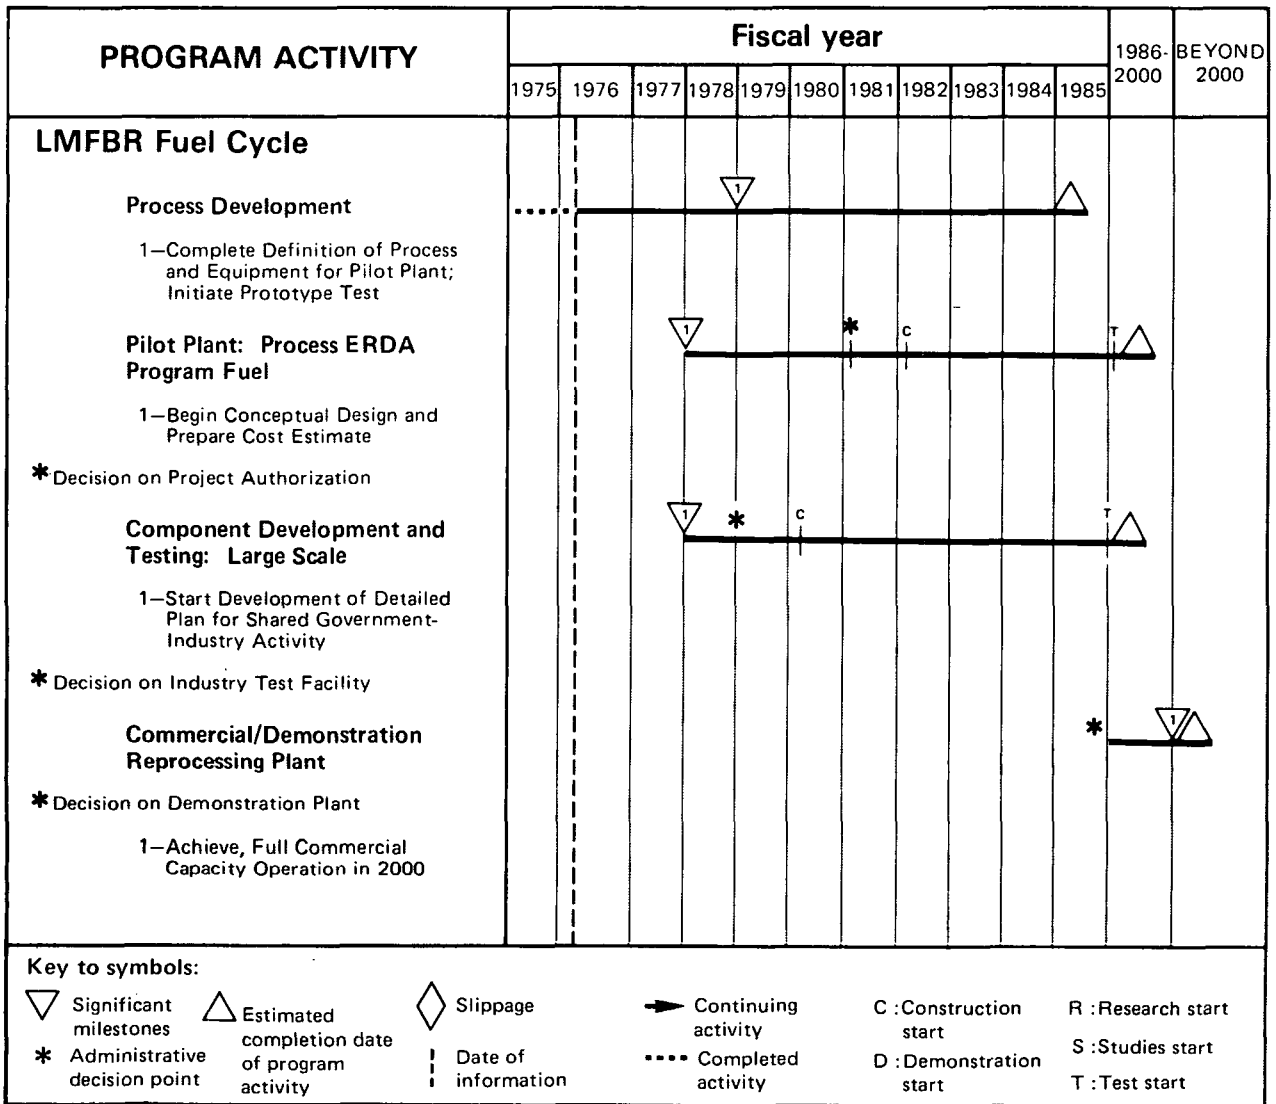 PROGRAM ACTIVITY
Fiscal year
1975 1976 1977 1978 1979 1980 1981 1982 1983 1984 1985
1986-
2000
BEYOND
2000
LMFBR Fuel Cycle
Process Development
1
1—Complete Definition of Process
and Equipment for Pilot Plant;
Initiate Prototype Test
Pilot Plant: Process ERDA
Program Fuel
1 * C T
1—Begin Conceptual Design and
Prepare Cost Estimate
* Decision on Project Authorization
Component Development and
Testing: Large Scale
1 * C T
1—Start Development of Detailed
Plan for Shared Government-
Industry Activity
* Decision on Industry Test Facility
Commercial/Demonstration
Reprocessing Plant
* 1
* Decision on Demonstration Plant
1—Achieve, Full Commercial
Capacity Operation in 2000
Key to symbols:
Significant
milestones
* Administrative
decision point
Estimated
completion date
of program
activity
Slippage
Date of
information
Continuing
activity
Completed
activity
C :Construction
start
D :Demonstration
start
R :Research start
S :Studies start
T :Test start